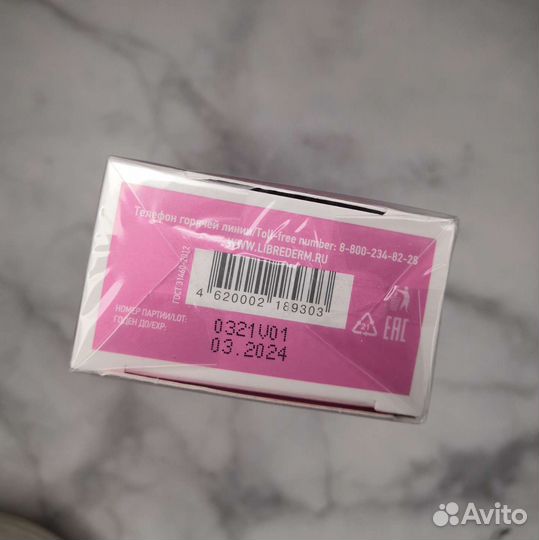 Телефон горячей линии/Toll-free number: 8-800-234-82-28
WWW.LIBREDERM.RU
ГОСТ 31460-2012
4 620002 189303
НОМЕР ПАРТИИ/LOT: 0321V01
ГОДЕН ДО/EXP: 03.2024
21
EAC
Avito